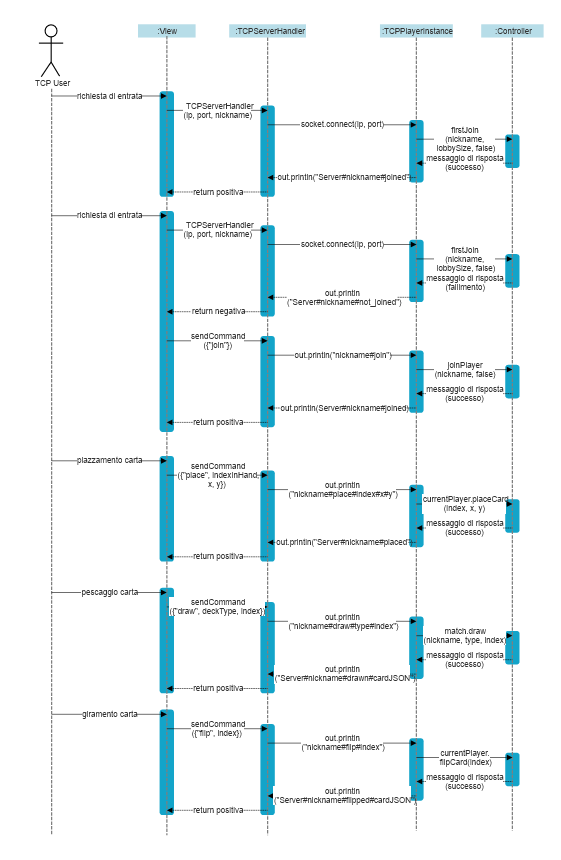 :View
:TCPServerHandler
:TCPPlayerInstance
:Controller
TCP User
richiesta di entrata
TCPServerHandler
(ip, port, nickname)
socket.connect(ip, port)
firstJoin
(nickname,
lobbySize, false)
messaggio di risposta
(successo)
out.println("Server#nickname#joined")
return positiva
richiesta di entrata
TCPServerHandler
(ip, port, nickname)
socket.connect(ip, port)
firstJoin
(nickname,
lobbySize, false)
messaggio di risposta
(fallimento)
out.println
("Server#nickname#not_joined")
return negativa
sendCommand
({"join"})
out.println("nickname#join")
joinPlayer
(nickname, false)
messaggio di risposta
(successo)
out.println(Server#nickname#joined)
return positiva
piazzamento carta
sendCommand
({"place", indexInHand,
x, y})
out.println
("nickname#place#index#x#y")
currentPlayer.placeCard
(index, x, y)
messaggio di risposta
(successo)
out.println("Server#nickname#placed")
return positiva
pescaggio carta
sendCommand
({"draw", deckType, index})
out.println
("nickname#draw#type#index")
match.draw
(nickname, type, index)
messaggio di risposta
(successo)
out.println
("Server#nickname#drawn#cardJSON")
return positiva
giramento carta
sendCommand
({"flip", index})
out.println
("nickname#flip#index")
currentPlayer.
flipCard(index)
messaggio di risposta
(successo)
out.println
("Server#nickname#flipped#cardJSON")
return positiva